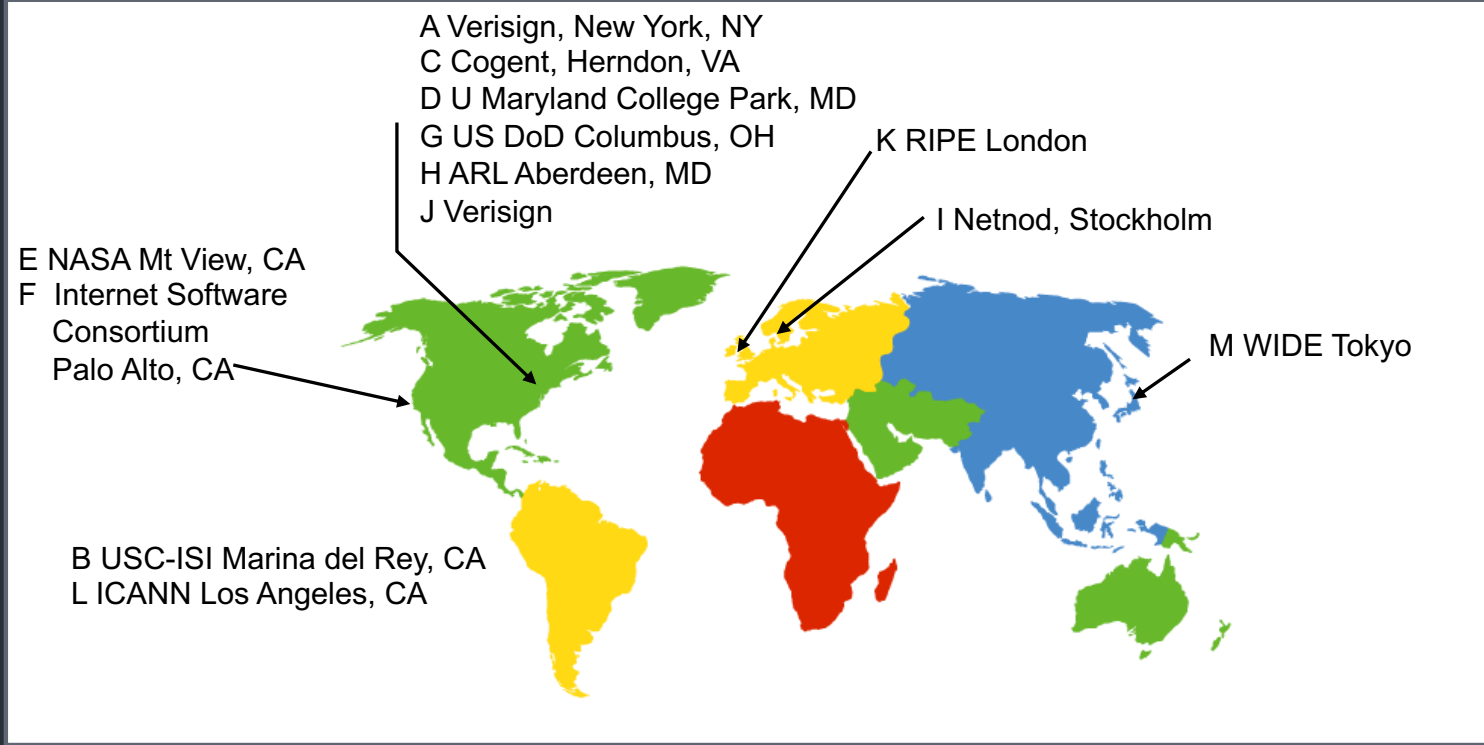 A Verisign, New York, NY
C Cogent, Herndon, VA
D U Maryland College Park, MD
G US DoD Columbus, OH
H ARL Aberdeen, MD
J Verisign
K RIPE London
I Netnod, Stockholm
E NASA Mt View, CA
F Internet Software
Consortium
Palo Alto, CA
M WIDE Tokyo
B USC-ISI Marina del Rey, CA
L ICANN Los Angeles, CA